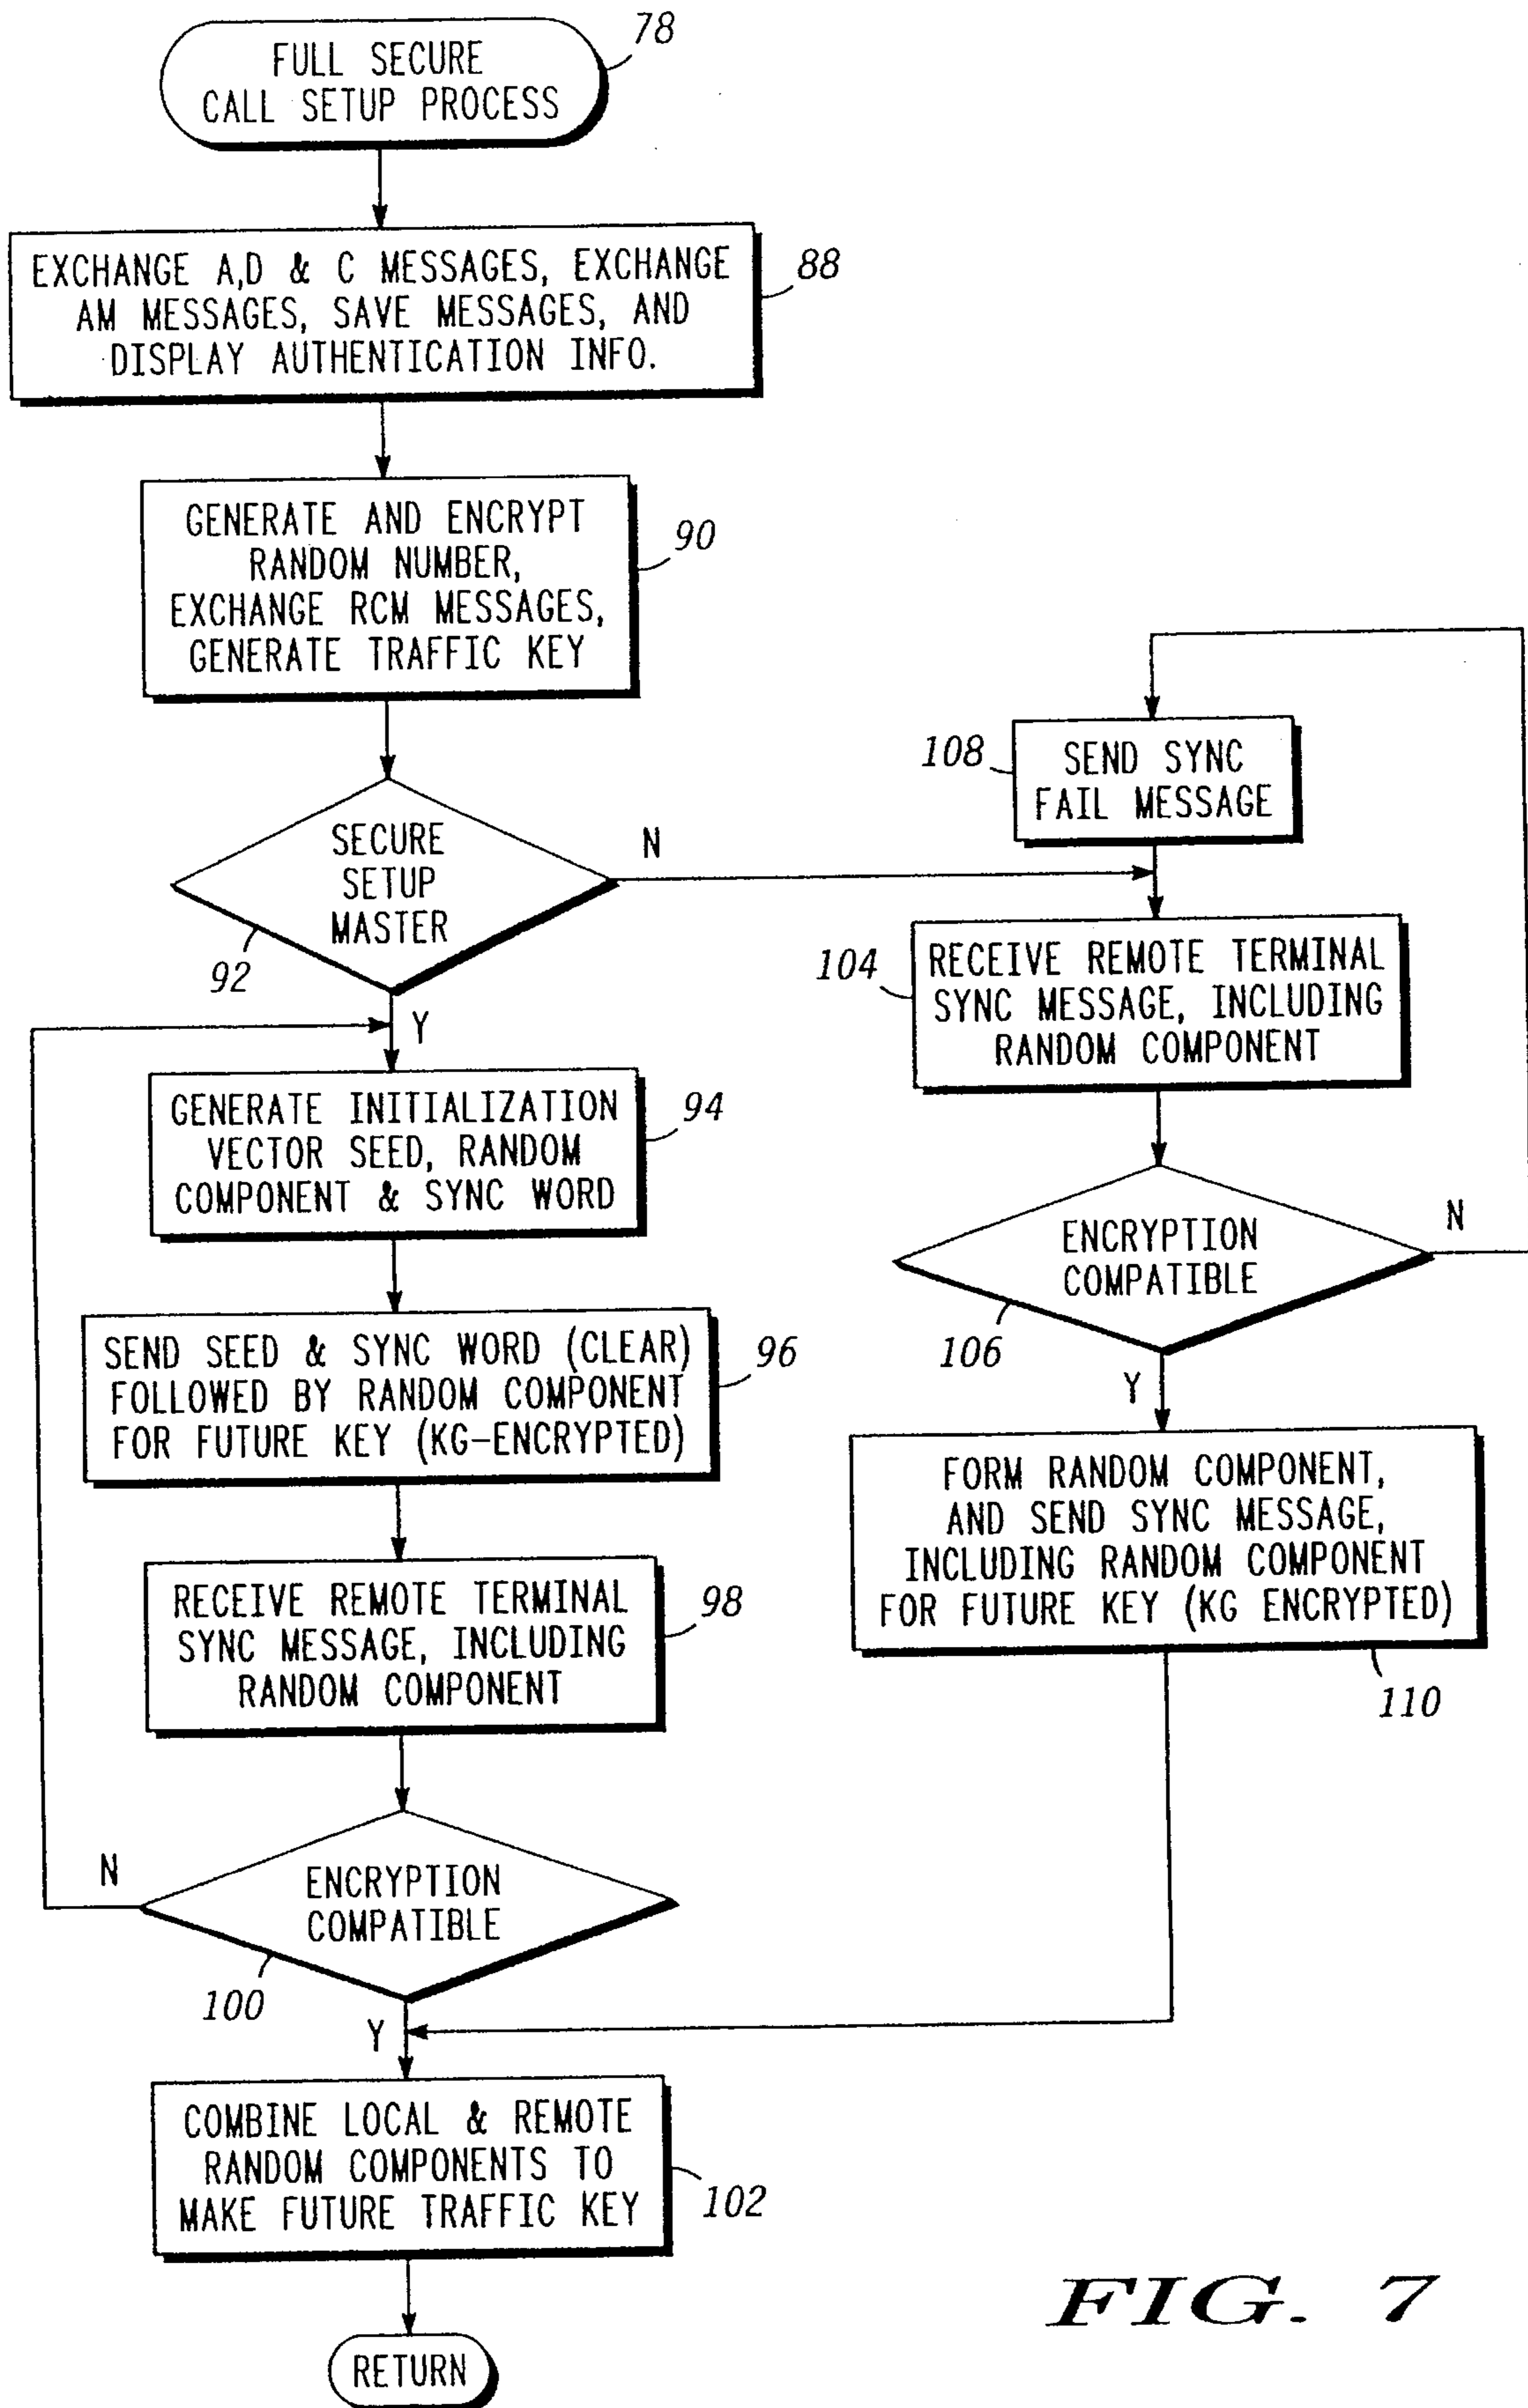 FULL SECURE
CALL SETUP PROCESS
78
EXCHANGE A,D & C MESSAGES, EXCHANGE
AM MESSAGES, SAVE MESSAGES, AND
DISPLAY AUTHENTICATION INFO.
88
GENERATE AND ENCRYPT
RANDOM NUMBER,
EXCHANGE RCM MESSAGES,
GENERATE TRAFFIC KEY
90
SECURE
SETUP
MASTER
92
N
Y
GENERATE INITIALIZATION
VECTOR SEED, RANDOM
COMPONENT & SYNC WORD
94
SEND SEED & SYNC WORD (CLEAR)
FOLLOWED BY RANDOM COMPONENT
FOR FUTURE KEY (KG-ENCRYPTED)
96
RECEIVE REMOTE TERMINAL
SYNC MESSAGE, INCLUDING
RANDOM COMPONENT
98
ENCRYPTION
COMPATIBLE
100
N
Y
COMBINE LOCAL & REMOTE
RANDOM COMPONENTS TO
MAKE FUTURE TRAFFIC KEY
102
RETURN
108
SEND SYNC
FAIL MESSAGE
104
RECEIVE REMOTE TERMINAL
SYNC MESSAGE, INCLUDING
RANDOM COMPONENT
ENCRYPTION
COMPATIBLE
106
N
Y
FORM RANDOM COMPONENT,
AND SEND SYNC MESSAGE,
INCLUDING RANDOM COMPONENT
FOR FUTURE KEY (KG ENCRYPTED)
110
FIG. 7